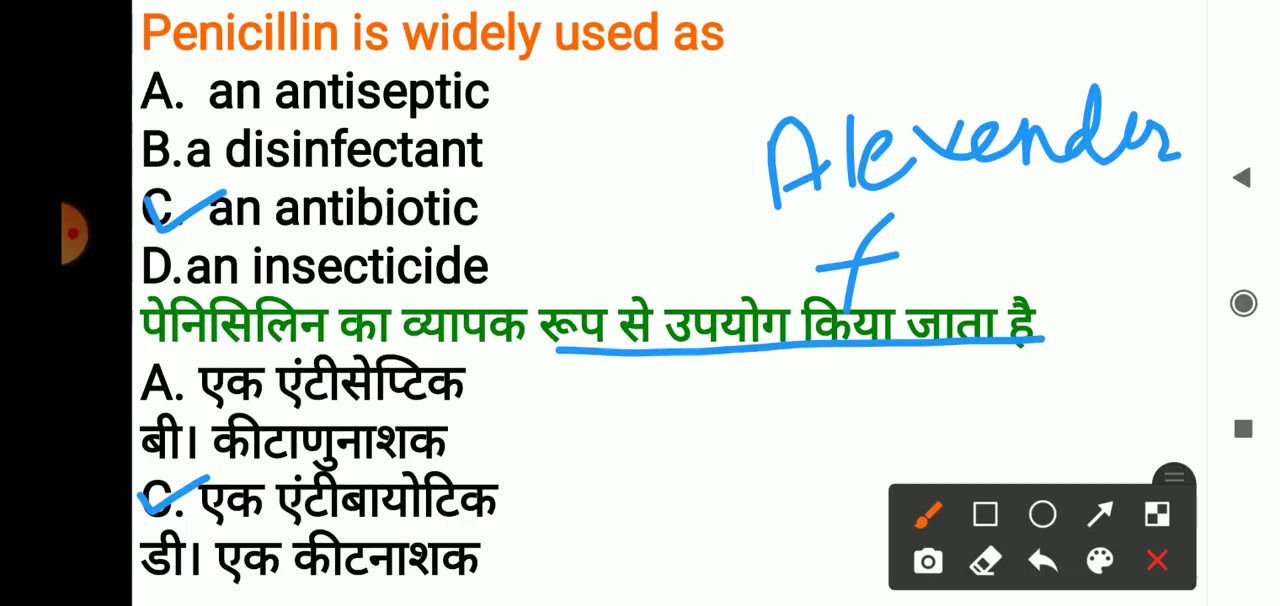 Penicillin is widely used as
A. an antiseptic
B.a disinfectant
C. an antibiotic
D.an insecticide
पेनिसिलिन का व्यापक रूप से उपयोग किया जाता है
A. एक एंटीसेप्टिक
बी। कीटाणुनाशक
C. एक एंटीबायोटिक
डी। एक कीटनाशक
Alexender
f